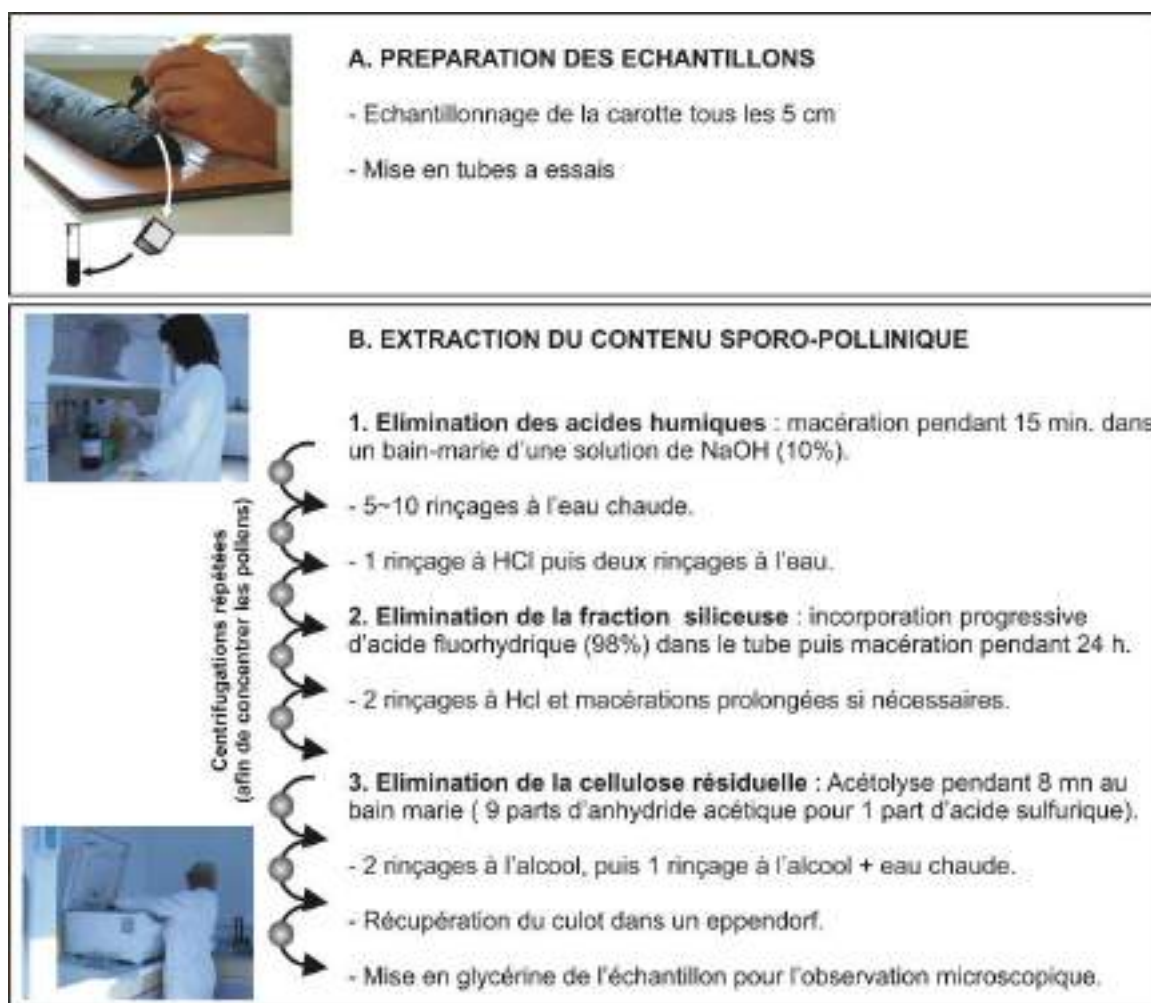 A. PREPARATION DES ECHANTILLONS
- Echantillonnage de la carotte tous les 5 cm
- Mise en tubes a essais
B. EXTRACTION DU CONTENU SPORO-POLLINIQUE
1. Elimination des acides humiques : macération pendant 15 min. dans
un bain-marie d'une solution de NaOH (10%).
- 5~10 rinçages à l'eau chaude.
- 1 rinçage à HCl puis deux rinçages à l'eau.
2. Elimination de la fraction siliceuse : incorporation progressive
d'acide fluorhydrique (98%) dans le tube puis macération pendant 24 h.
- 2 rinçages à Hcl et macérations prolongées si nécessaires.
3. Elimination de la cellulose résiduelle : Acétolyse pendant 8 mn au
bain marie ( 9 parts d'anhydride acétique pour 1 part d'acide sulfurique).
- 2 rinçages à l'alcool, puis 1 rinçage à l'alcool + eau chaude.
- Récupération du culot dans un eppendorf.
- Mise en glycérine de l'échantillon pour l'observation microscopique.
Centrifugations répétées
(afin de concentrer les pollens)